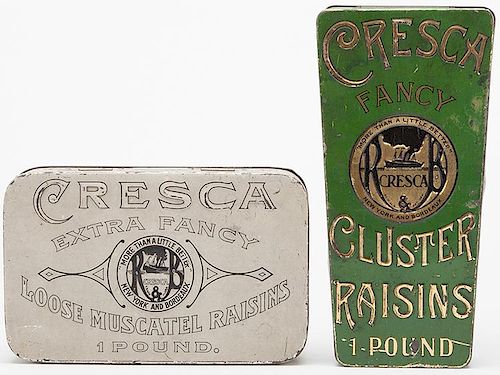 CRESCA
EXTRA FANCY
"MORE THAN A LITTLE BETTER"
R B
CRESCA
&
NEW YORK AND BORDEAUX
LOOSE MUSCATEL RAISINS
1 POUND.
CRESCA
FANCY
"MORE THAN A LITTLE BETTER"
R B
CRESCA
&
NEW YORK AND BORDEAUX
CLUSTER
RAISINS
1-POUND